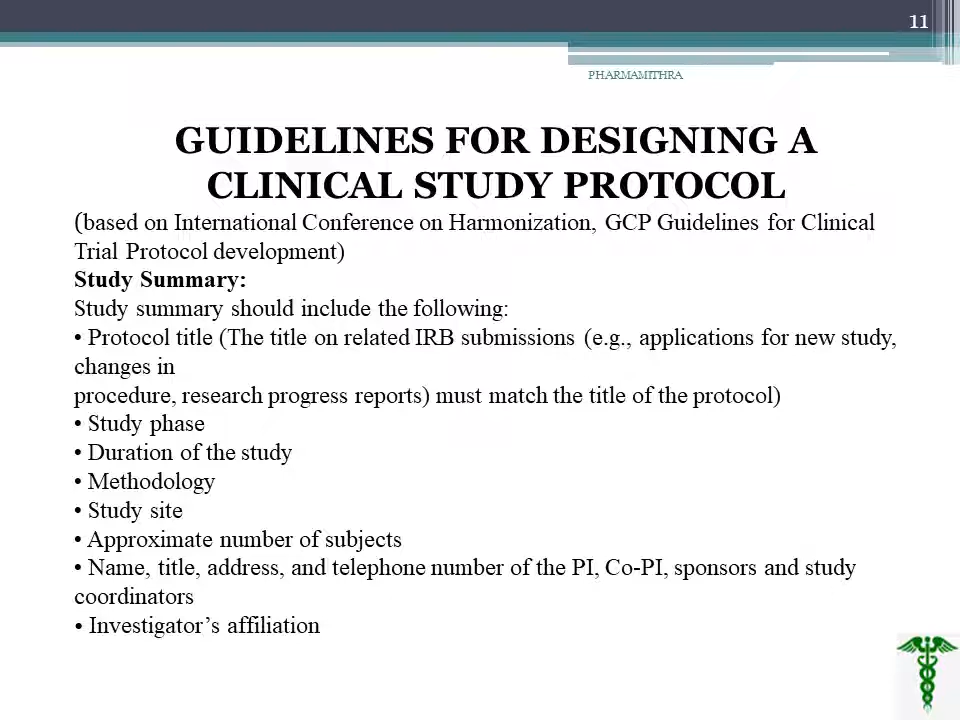 11
PHARMAMITHRA
GUIDELINES FOR DESIGNING A
CLINICAL STUDY PROTOCOL
(based on International Conference on Harmonization, GCP Guidelines for Clinical
Trial Protocol development)
Study Summary:
Study summary should include the following:
• Protocol title (The title on related IRB submissions (e.g., applications for new study,
changes in
procedure, research progress reports) must match the title of the protocol)
• Study phase
• Duration of the study
• Methodology
• Study site
• Approximate number of subjects
• Name, title, address, and telephone number of the PI, Co-PI, sponsors and study
coordinators
• Investigator’s affiliation